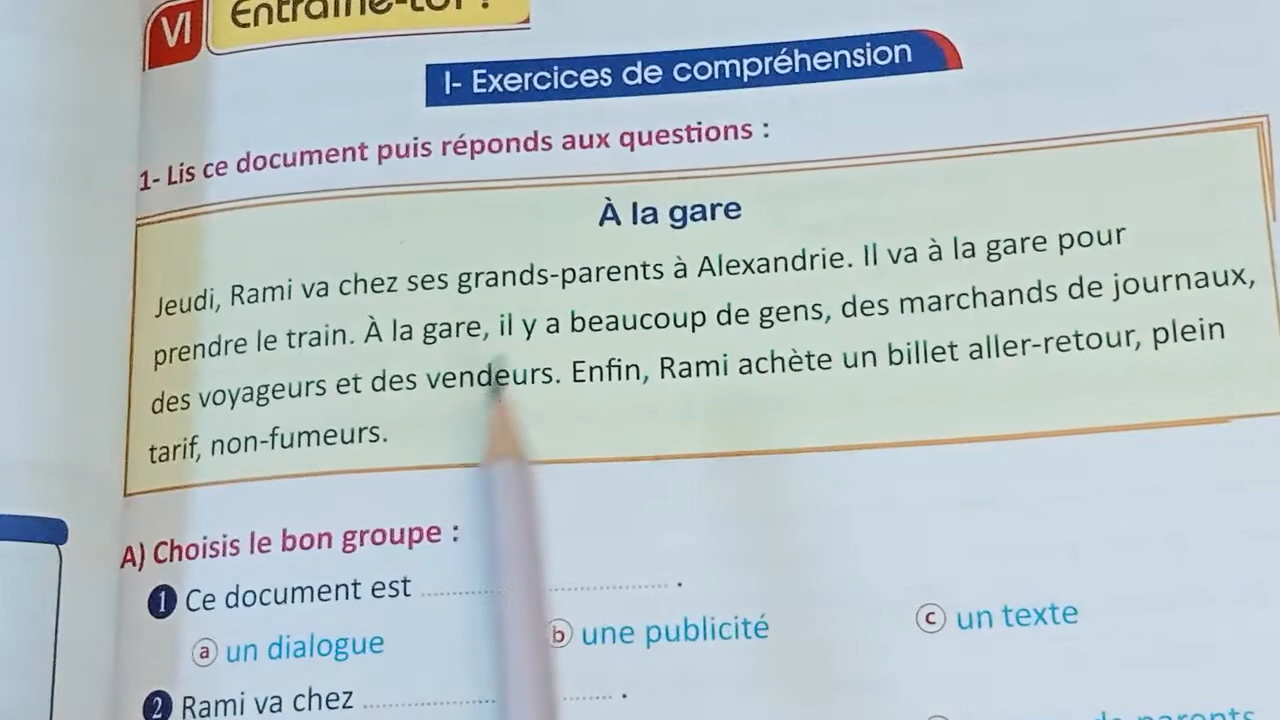 VI Entraîne-toi !
I- Exercices de compréhension
1- Lis ce document puis réponds aux questions :
À la gare
Jeudi, Rami va chez ses grands-parents à Alexandrie. Il va à la gare pour
prendre le train. À la gare, il y a beaucoup de gens, des marchands de journaux,
des voyageurs et des vendeurs. Enfin, Rami achète un billet aller-retour, plein
tarif, non-fumeurs.
A) Choisis le bon groupe :
1 Ce document est .................... .
a un dialogue b une publicité c un texte
2 Rami va chez .................... .
parents